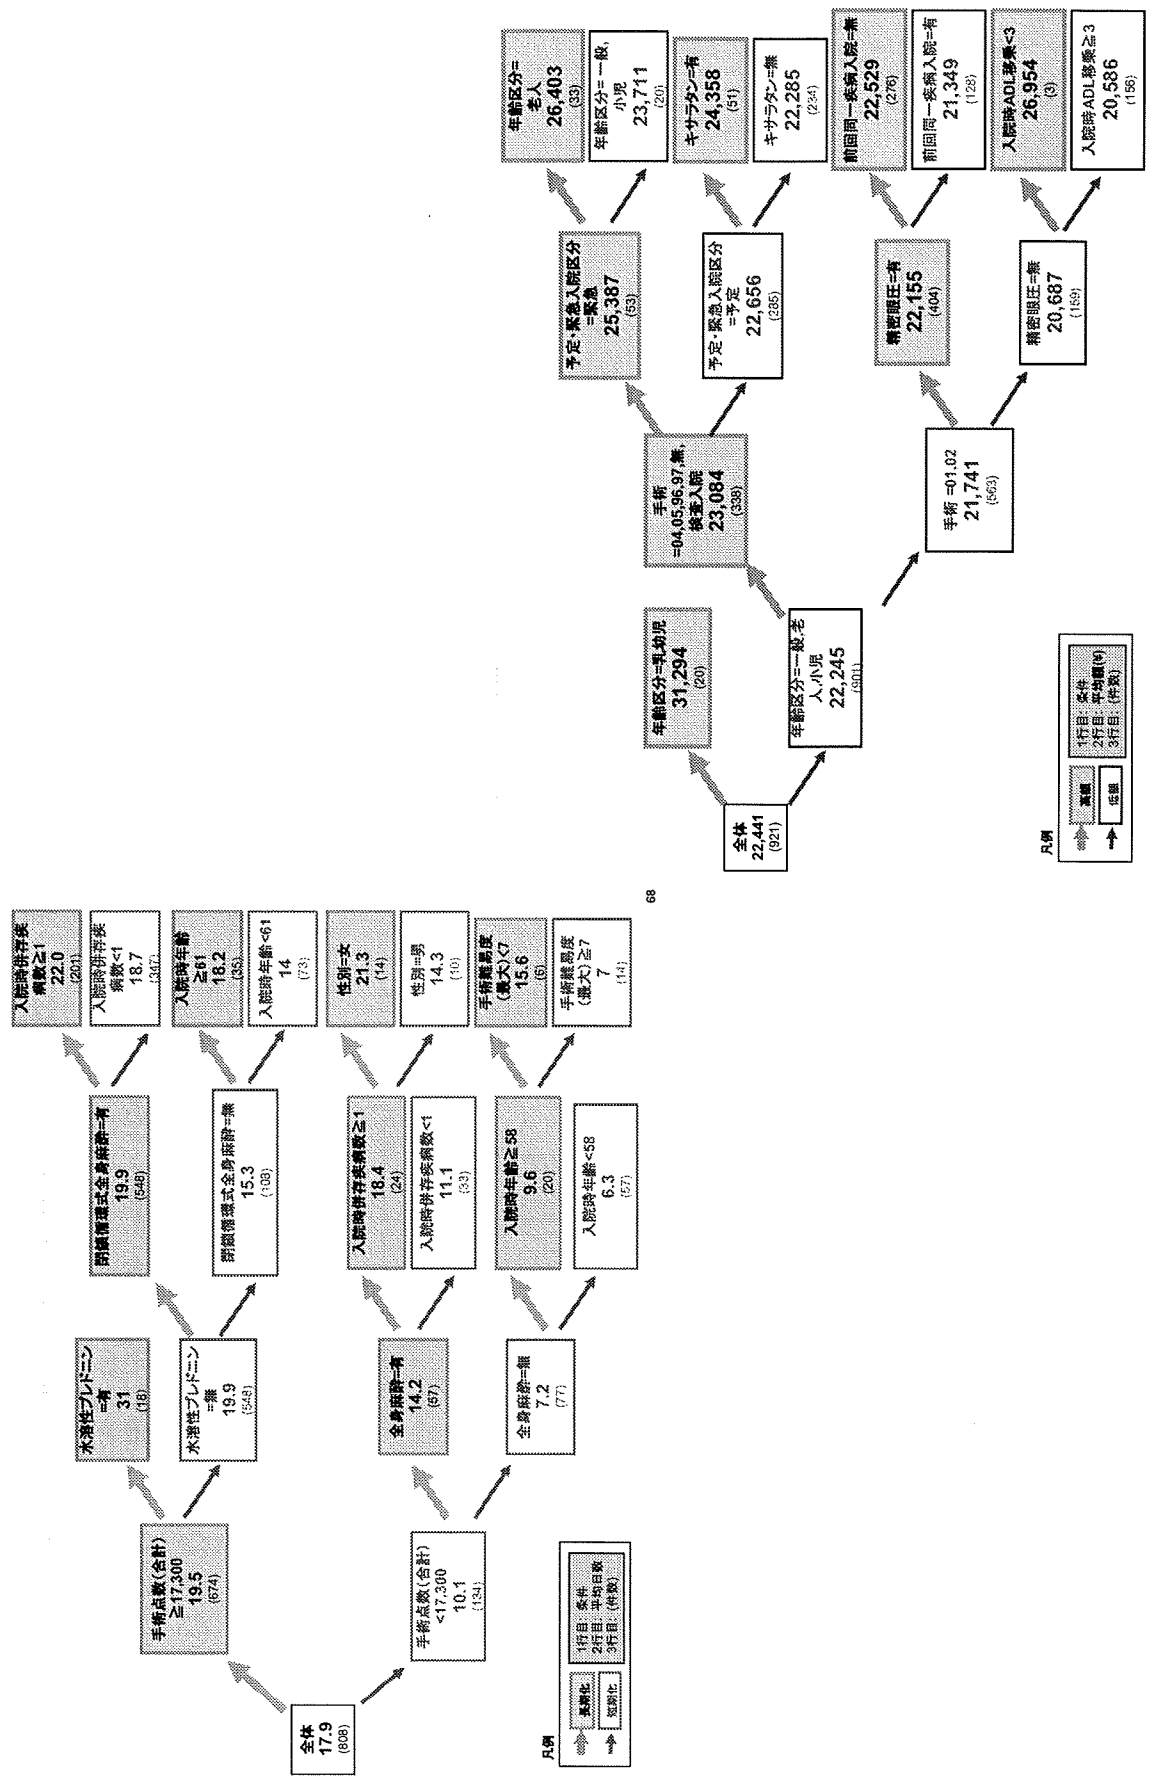 全体
17.9
(808)
手術点数(合計)
≧17,300
19.5
(674)
手術点数(合計)
<17,300
10.1
(134)
水溶性プレドニン
=有
31
(18)
水溶性プレドニン
=無
19.9
(548)
全身麻酔=有
14.2
(57)
全身麻酔=無
7.2
(77)
閉鎖循環式全身麻酔=有
19.9
(548)
閉鎖循環式全身麻酔=無
15.3
(108)
入院時併存疾病数≧1
18.4
(24)
入院時併存疾病数<1
11.1
(33)
入院時年齢≧58
9.6
(20)
入院時年齢<58
6.3
(57)
入院時併存疾
病数≧1
22.0
(201)
入院時併存疾
病数<1
18.7
(347)
入院時年齢
≧61
18.2
(35)
入院時年齢<61
14
(73)
性別=女
21.3
(14)
性別=男
14.3
(10)
手術難易度
(最大)<7
15.6
(6)
手術難易度
(最大)≧7
7
(14)
凡例
長期化
短期化
1行目: 条件
2行目: 平均日数
3行目: (件数)
68
全体
22,441
(921)
年齢区分=乳幼児
31,294
(20)
年齢区分=一般,老
人,小児
22,245
(901)
手術
=04,05,96,97,無,
検査入院
23,084
(338)
手術 =01.02
21,741
(563)
予定・緊急入院区分
=緊急
25,387
(53)
予定・緊急入院区分
=予定
22,656
(285)
精密眼圧=有
22,155
(404)
精密眼圧=無
20,687
(159)
年齢区分=
老人
26,403
(33)
年齢区分=一般,
小児
23,711
(20)
キサラタン=有
24,358
(51)
キサラタン=無
22,285
(234)
前回同一疾病入院=無
22,529
(276)
前回同一疾病入院=有
21,349
(128)
入院時ADL移乗<3
26,954
(3)
入院時ADL移乗≧3
20,586
(156)
凡例
高額
低額
1行目: 条件
2行目: 平均額(¥)
3行目: (件数)